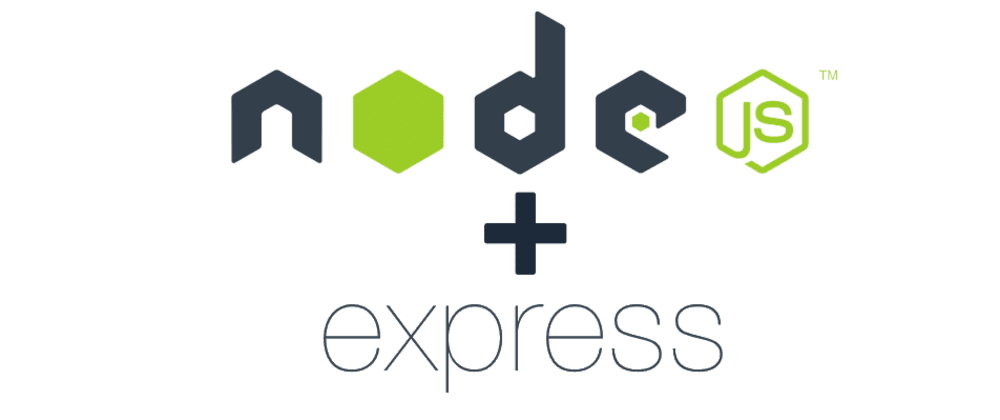 node JS ™
+
express